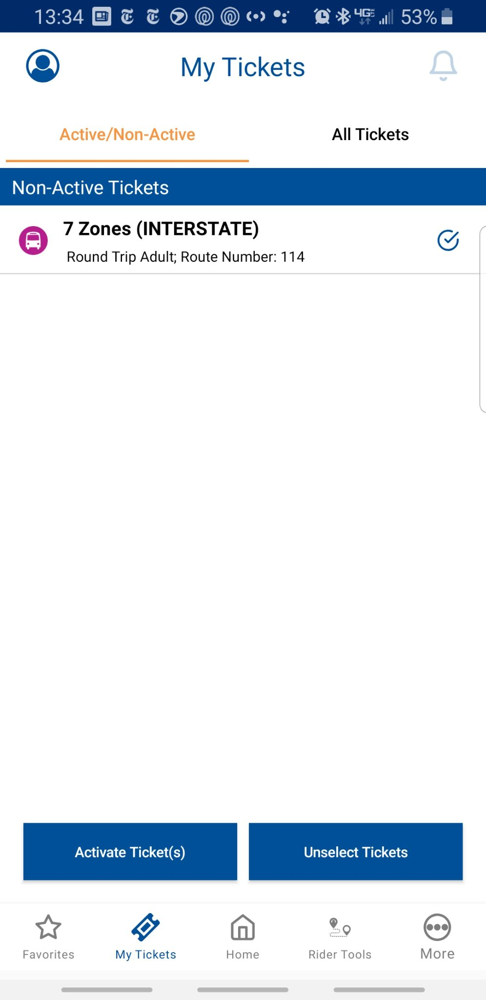 13:34 4G LTE 53%
My Tickets
Active/Non-Active All Tickets
Non-Active Tickets
7 Zones (INTERSTATE)
Round Trip Adult; Route Number: 114
Activate Ticket(s) Unselect Tickets
Favorites My Tickets Home Rider Tools More